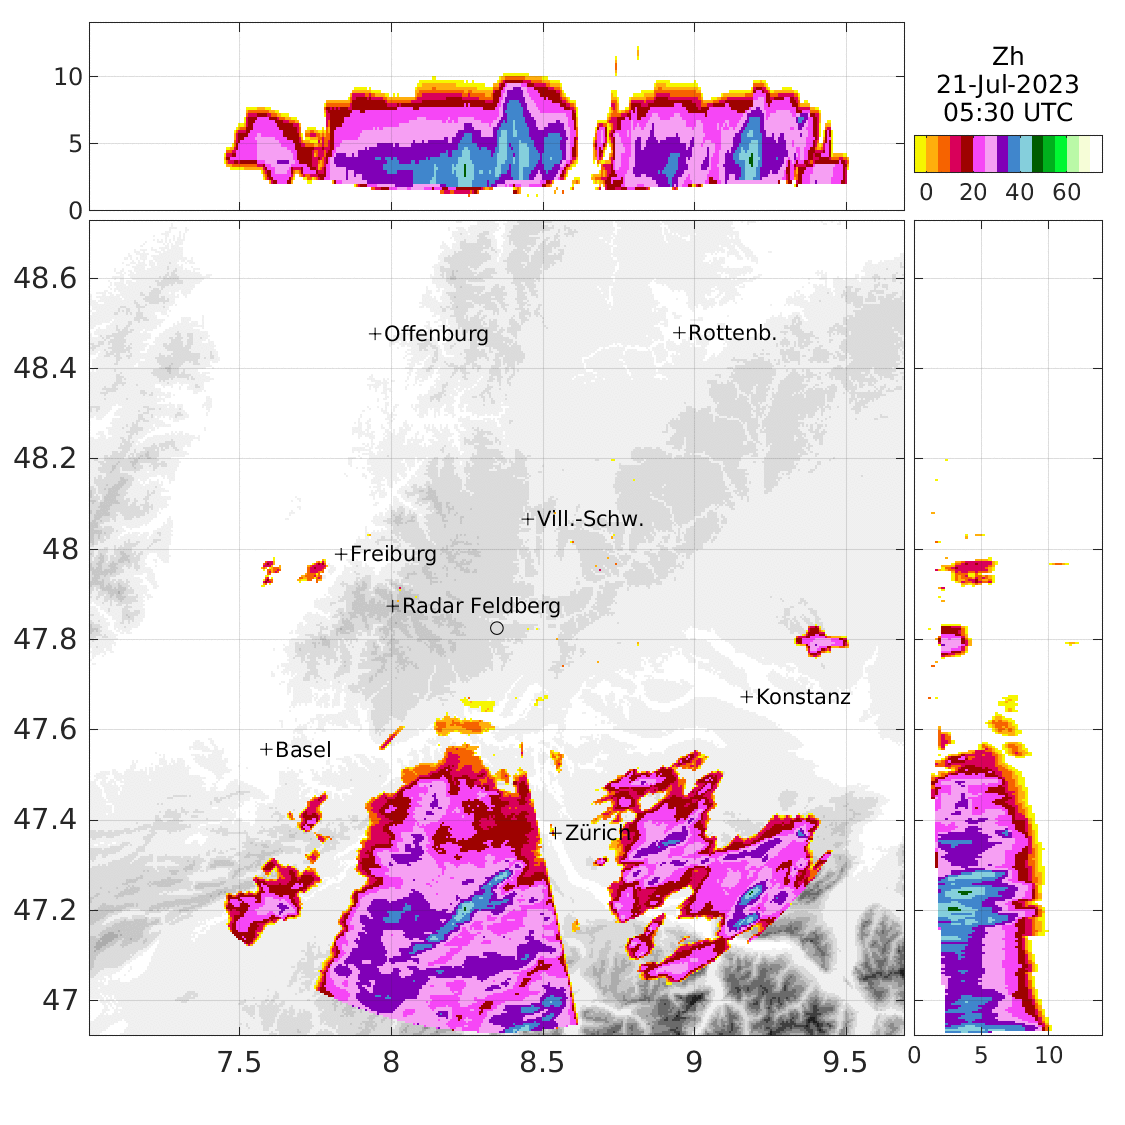 Zh
21-Jul-2023
05:30 UTC
10
5
0
0 20 40 60
48.6
48.4
48.2
48
47.8
47.6
47.4
47.2
47
Offenburg
Rottenb.
Vill.-Schw.
Freiburg
Radar Feldberg
Konstanz
Basel
Zürich
7.5 8 8.5 9 9.5
0 5 10